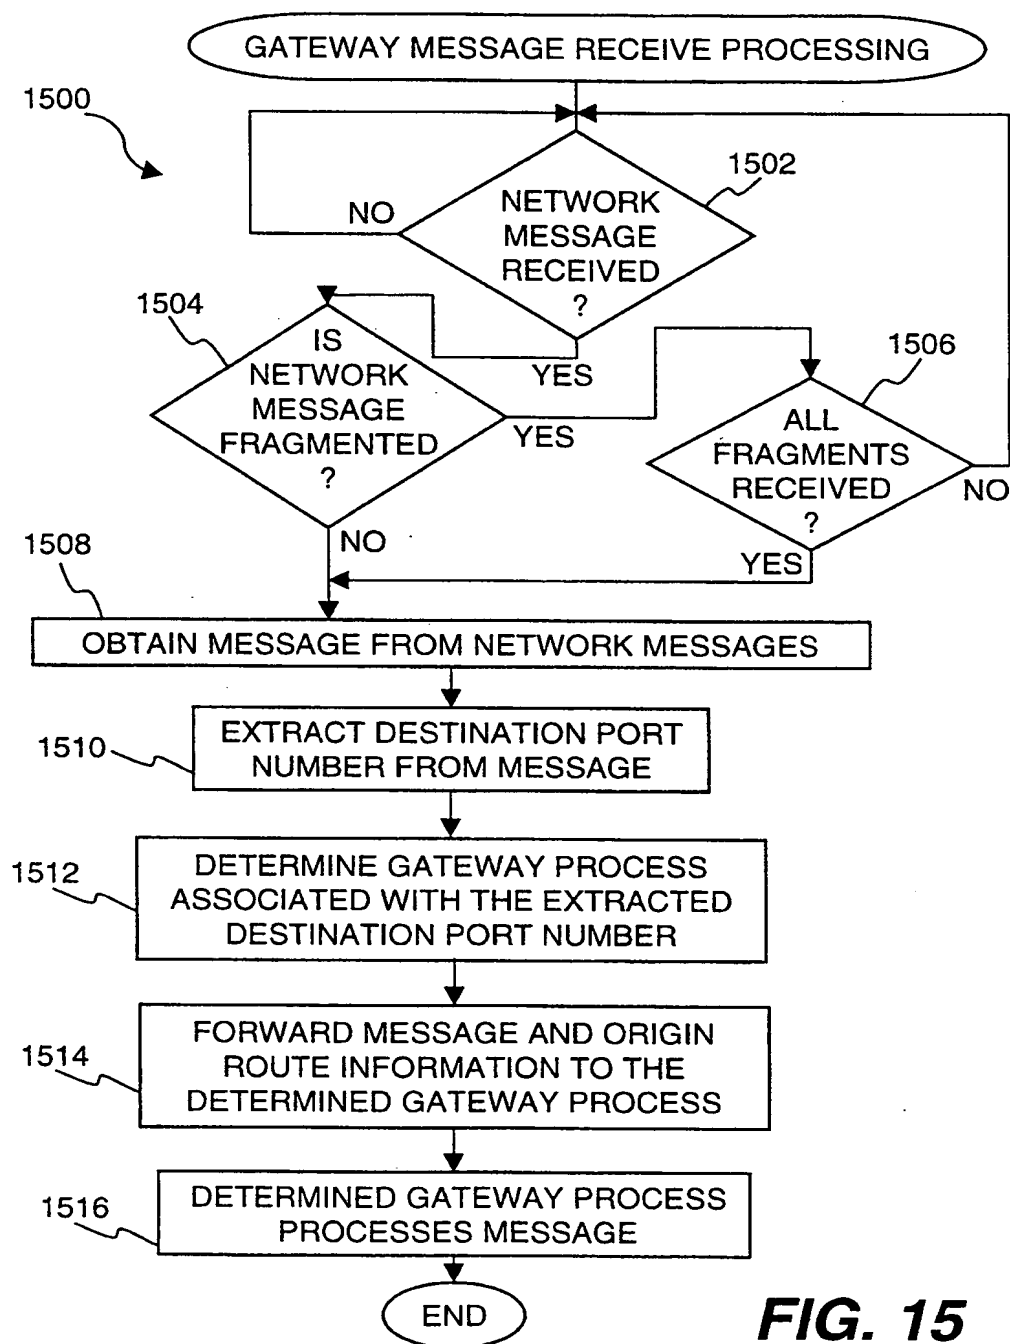 GATEWAY MESSAGE RECEIVE PROCESSING
1500
1502
NO
NETWORK
MESSAGE
RECEIVED
?
YES
1504
IS
NETWORK
MESSAGE
FRAGMENTED
?
YES
NO
1506
ALL
FRAGMENTS
RECEIVED
?
NO
YES
1508
OBTAIN MESSAGE FROM NETWORK MESSAGES
1510
EXTRACT DESTINATION PORT
NUMBER FROM MESSAGE
1512
DETERMINE GATEWAY PROCESS
ASSOCIATED WITH THE EXTRACTED
DESTINATION PORT NUMBER
1514
FORWARD MESSAGE AND ORIGIN
ROUTE INFORMATION TO THE
DETERMINED GATEWAY PROCESS
1516
DETERMINED GATEWAY PROCESS
PROCESSES MESSAGE
END
FIG. 15